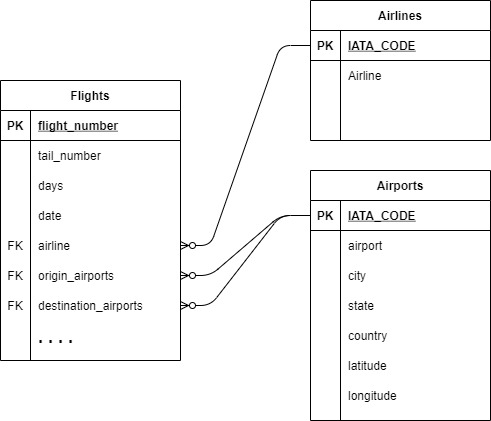 Airlines
PK IATA_CODE
Airline
Flights
PK flight_number
tail_number
days
date
FK airline
FK origin_airports
FK destination_airports
. . . .
Airports
PK IATA_CODE
airport
city
state
country
latitude
longitude